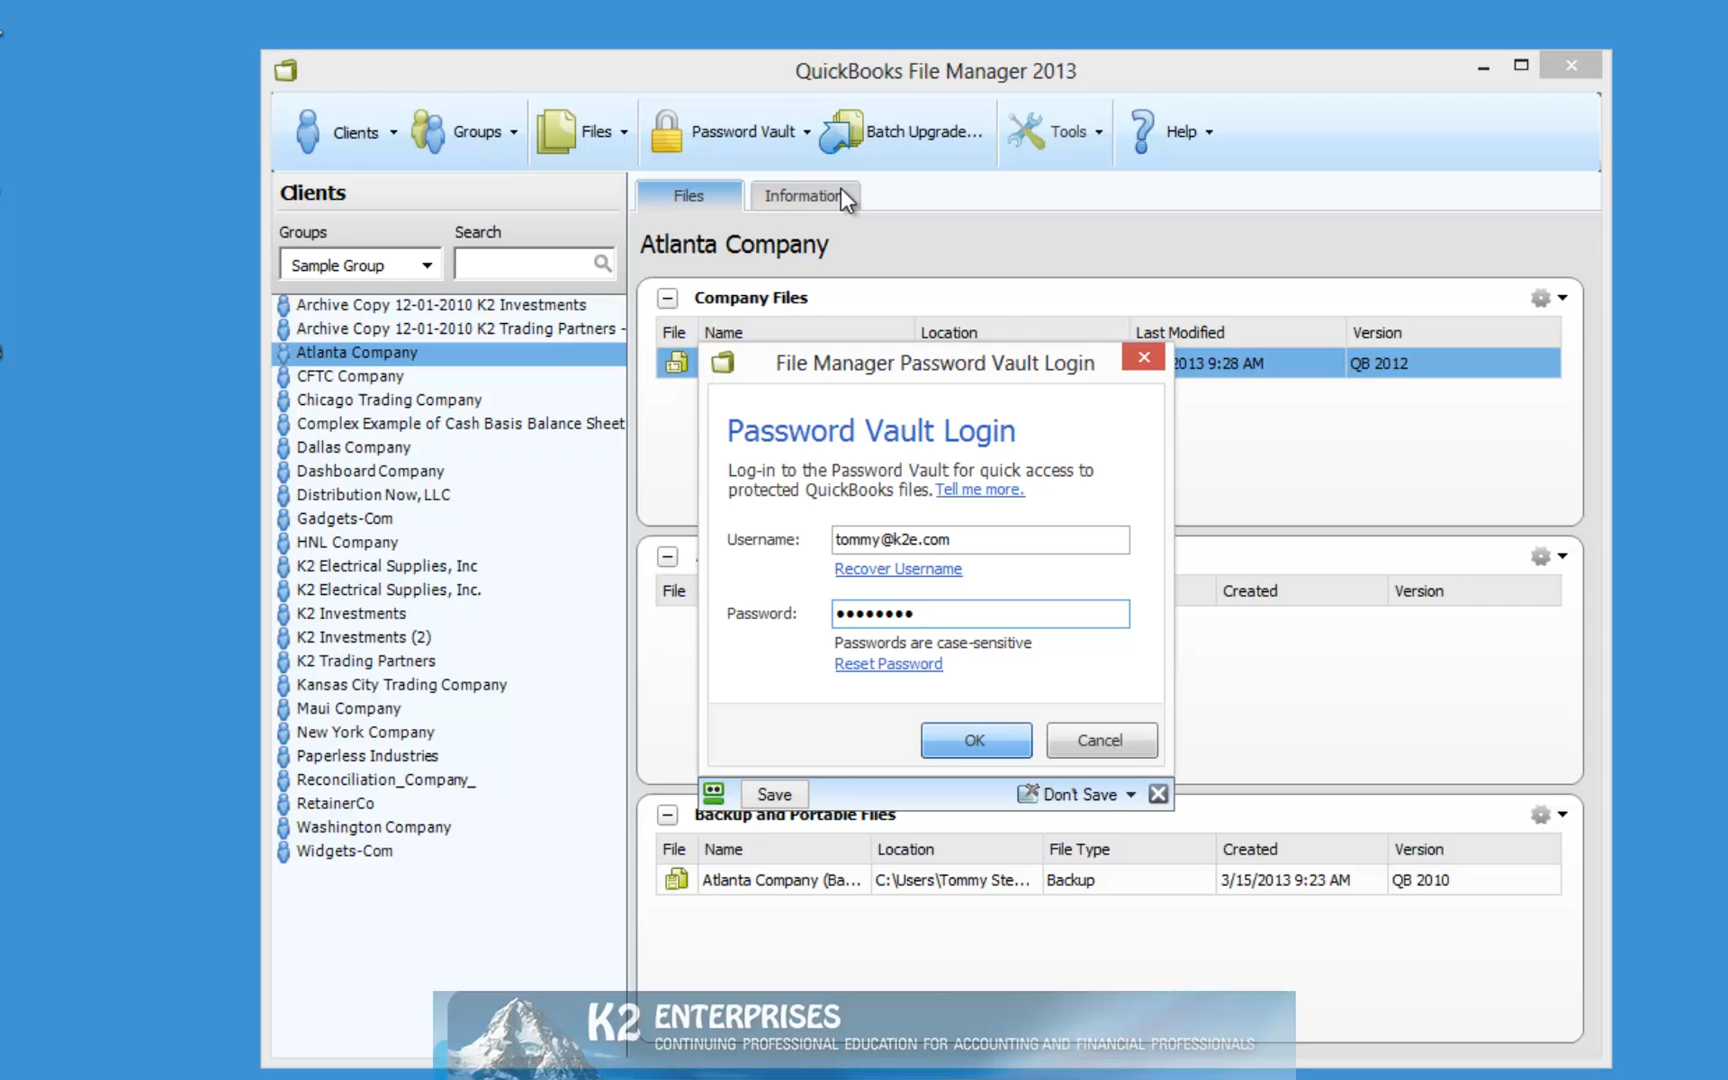 QuickBooks File Manager 2013
Clients Groups Files Password Vault Batch Upgrade... Tools Help
Clients
Groups Search
Sample Group
Archive Copy 12-01-2010 K2 Investments
Archive Copy 12-01-2010 K2 Trading Partners -
Atlanta Company
CFTC Company
Chicago Trading Company
Complex Example of Cash Basis Balance Sheet
Dallas Company
Dashboard Company
Distribution Now, LLC
Gadgets-Com
HNL Company
K2 Electrical Supplies, Inc
K2 Electrical Supplies, Inc.
K2 Investments
K2 Investments (2)
K2 Trading Partners
Kansas City Trading Company
Maui Company
New York Company
Paperless Industries
Reconciliation_Company_
RetainerCo
Washington Company
Widgets-Com
Files Information
Atlanta Company
Company Files
File Name Location Last Modified Version
2013 9:28 AM QB 2012
File Manager Password Vault Login
Password Vault Login
Log-in to the Password Vault for quick access to
protected QuickBooks files. Tell me more.
Username: tommy@k2e.com
Recover Username
Password: ••••••••
Passwords are case-sensitive
Reset Password
OK Cancel
Save Don't Save
File Created Version
Backup and Portable Files
File Name Location File Type Created Version
Atlanta Company (Ba... C:\Users\Tommy Ste... Backup 3/15/2013 9:23 AM QB 2010
K2 ENTERPRISES
CONTINUING PROFESSIONAL EDUCATION FOR ACCOUNTING AND FINANCIAL PROFESSIONALS